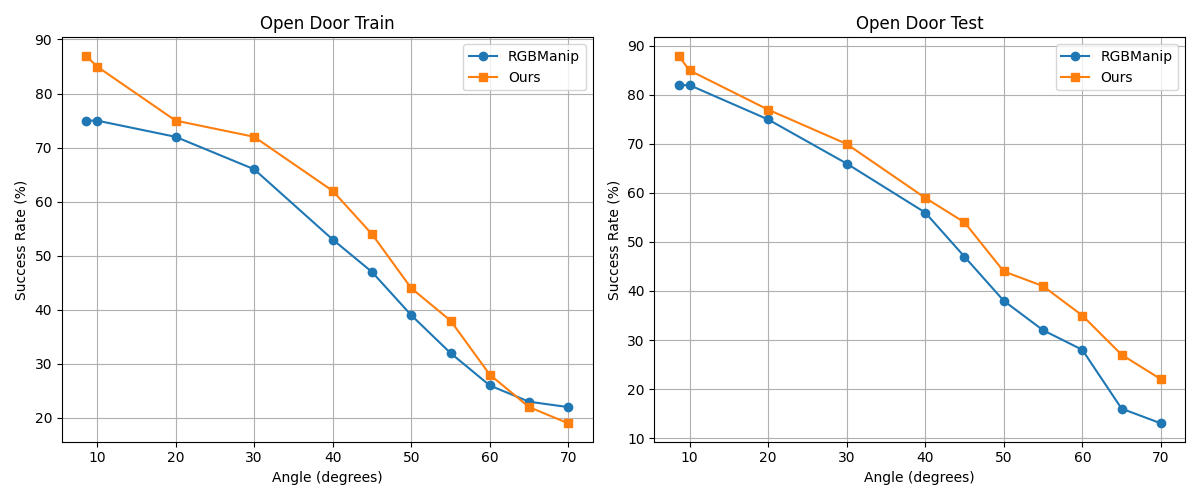 Open Door Train
Success Rate (%)
90
80
70
60
50
40
30
20
10 20 30 40 50 60 70
Angle (degrees)
RGBManip
Ours
Open Door Test
Success Rate (%)
90
80
70
60
50
40
30
20
10
10 20 30 40 50 60 70
Angle (degrees)
RGBManip
Ours